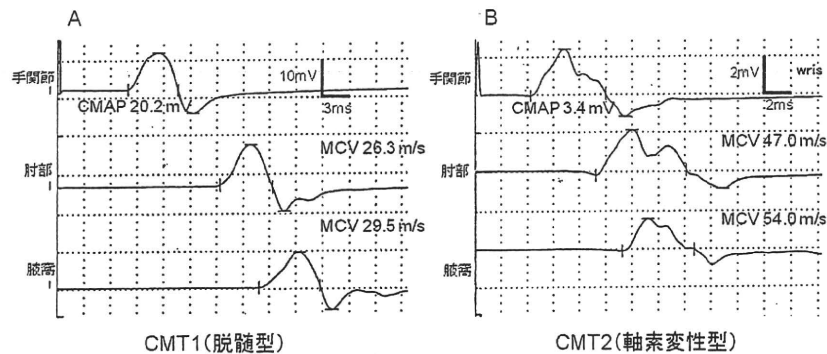 A
手関節
10mV
3ms
CMAP 20.2 m
肘部
MCV 26.3 m/s
MCV 29.5 m/s
腋窩
CMT1(脱髄型)
B
手関節
2mV
wris
2ms
CMAP 3.4 mV
肘部
MCV 47.0 m/s
MCV 54.0 m/s
腋窩
CMT2(軸索変性型)